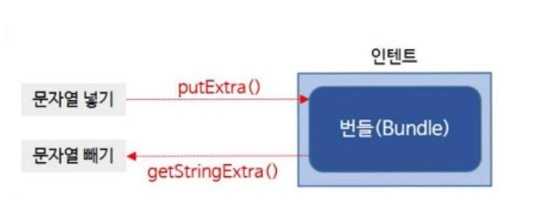 인텐트
putExtra()
문자열 넣기
번들(Bundle)
문자열 빼기
getStringExtra()